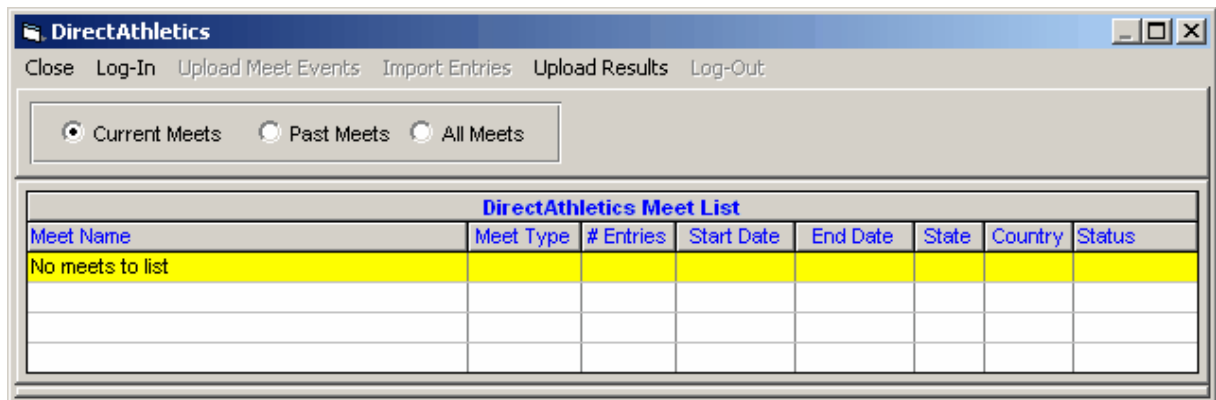 DirectAthletics
Close Log-In Upload Meet Events Import Entries Upload Results Log-Out
Current Meets Past Meets All Meets
DirectAthletics Meet List
Meet Name Meet Type # Entries Start Date End Date State Country Status
No meets to list